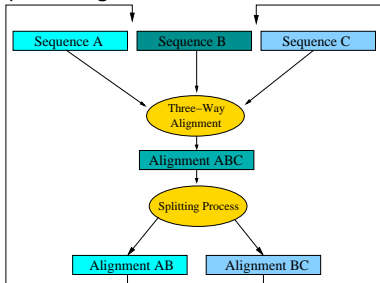 Sequence A
Sequence B
Sequence C
Three−Way
Alignment
Alignment ABC
Splitting Process
Alignment AB
Alignment BC